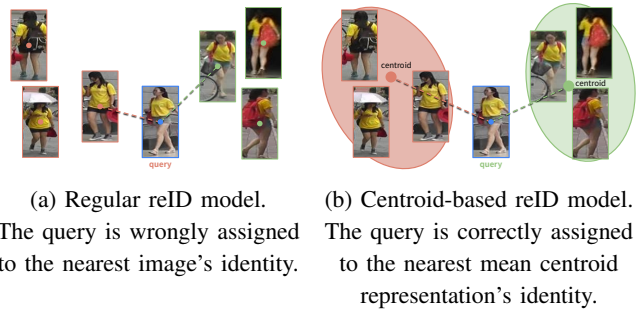 centroid
centroid
query
query
(a) Regular reID model.
The query is wrongly assigned
to the nearest image's identity.
(b) Centroid-based reID model.
The query is correctly assigned
to the nearest mean centroid
representation's identity.